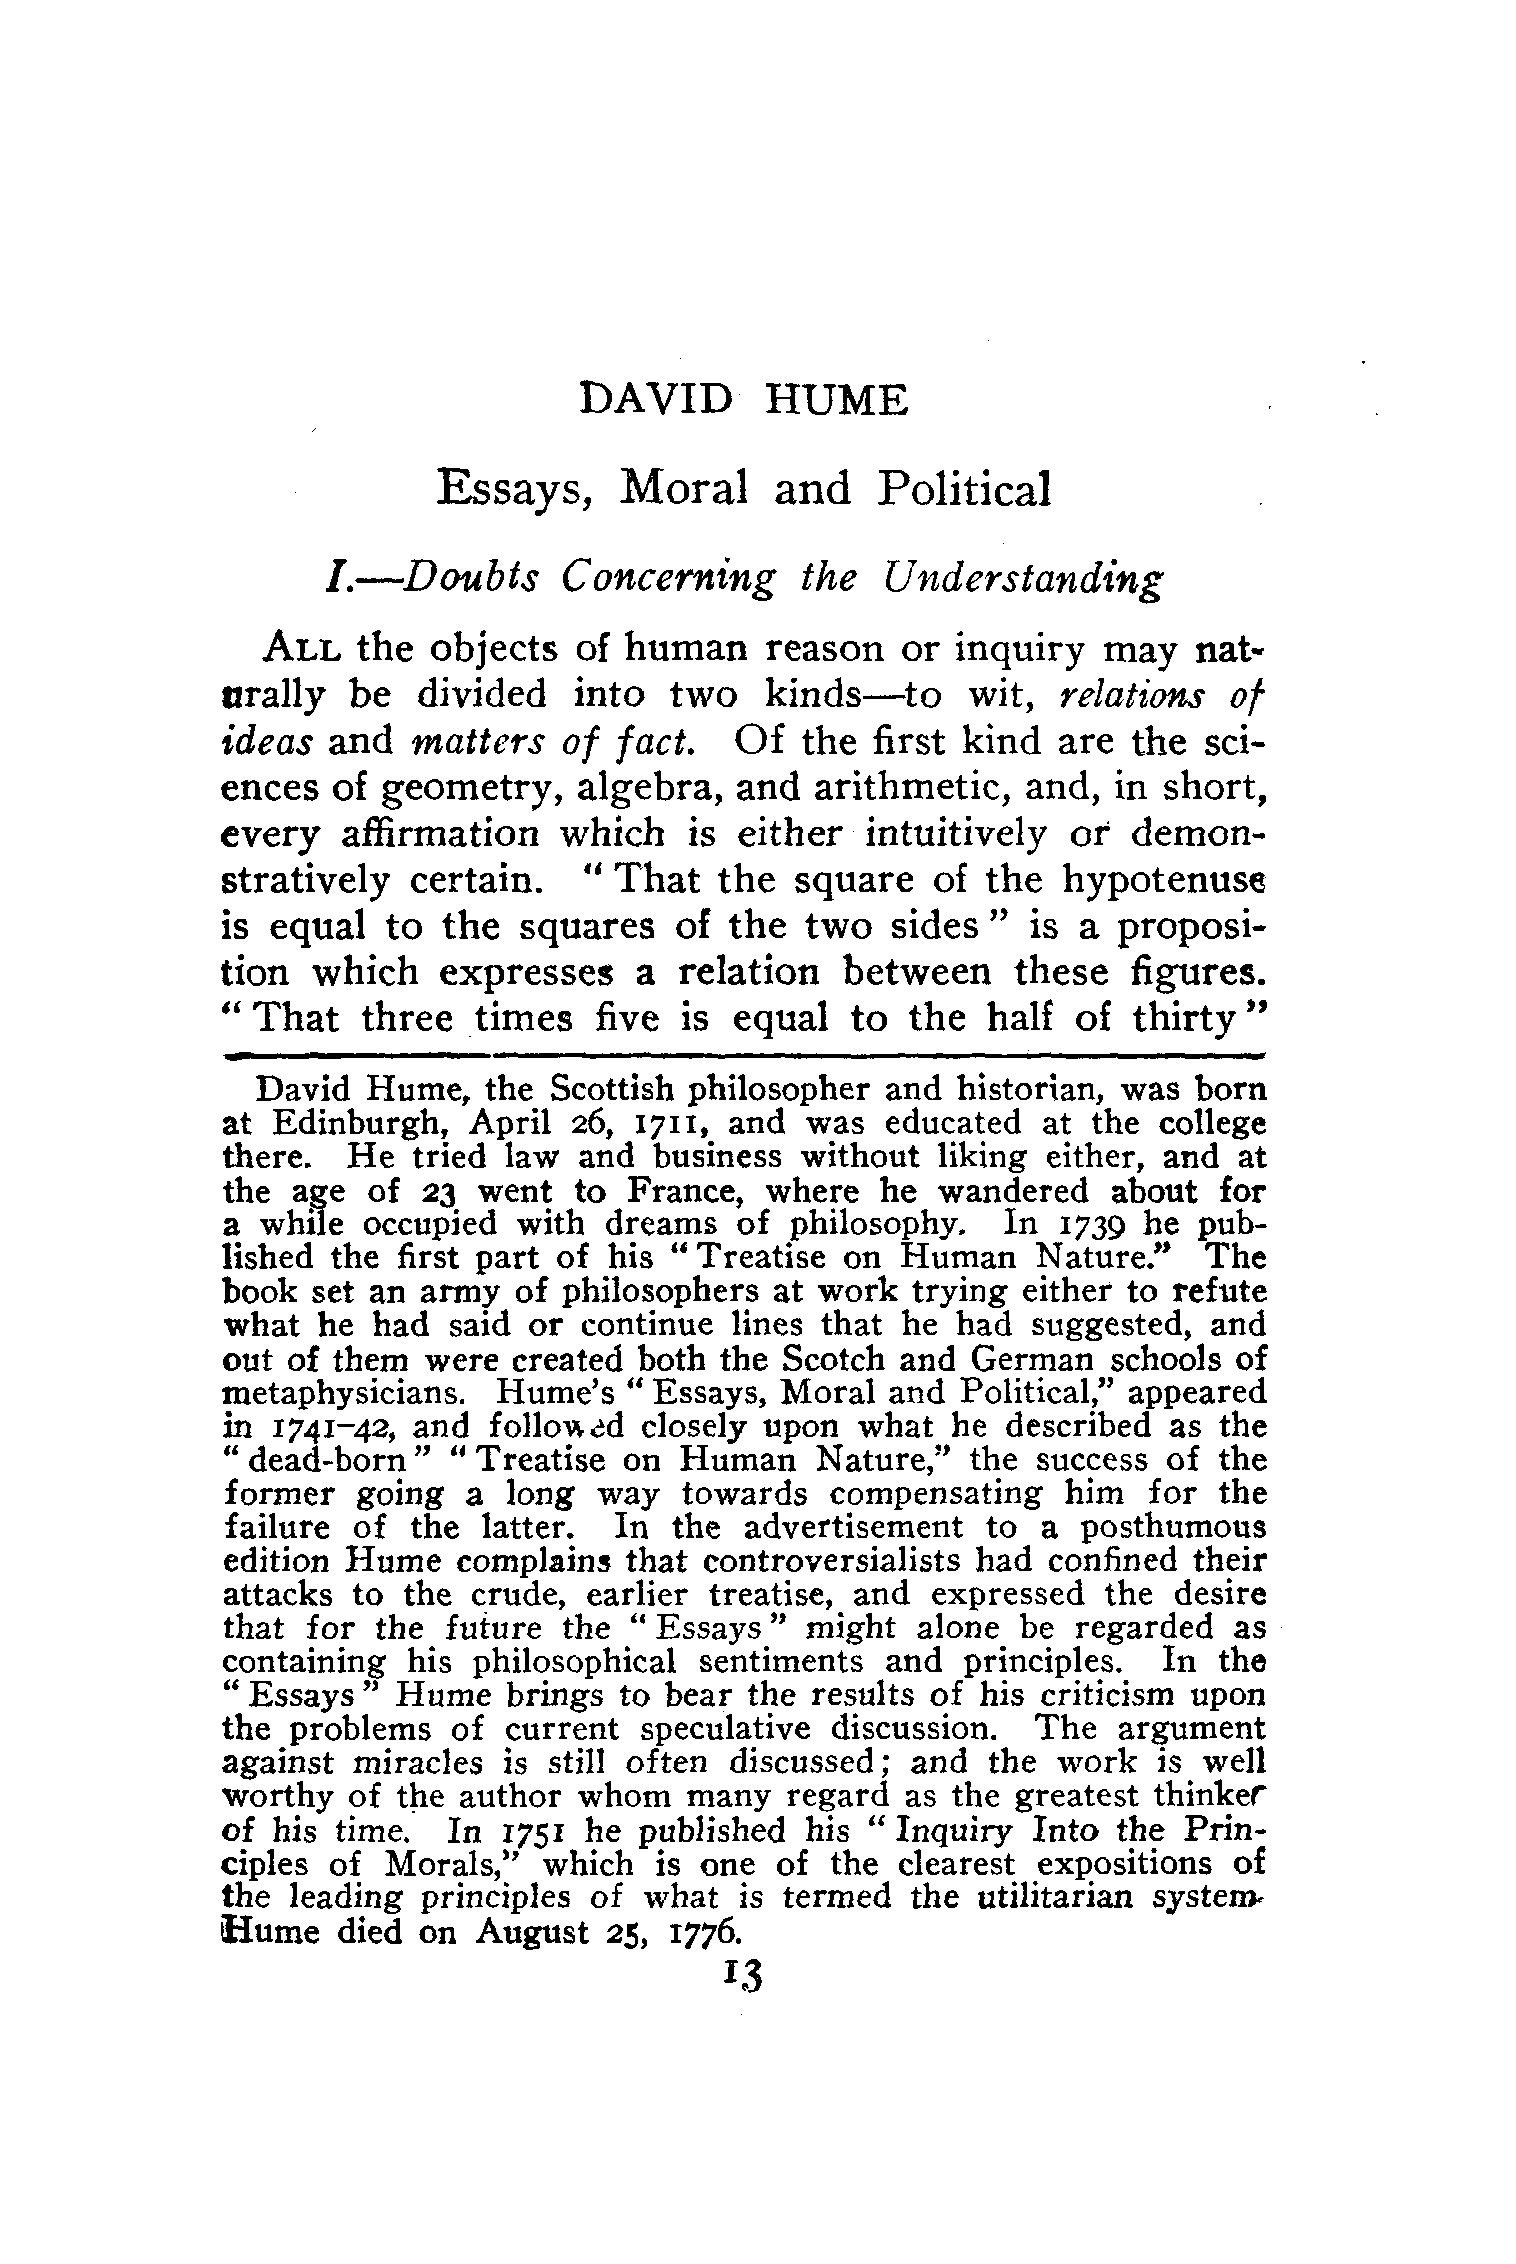 DAVID HUME
Essays, Moral and Political
I.—Doubts Concerning the Understanding
ALL the objects of human reason or inquiry may nat-
urally be divided into two kinds—to wit, relations of
ideas and matters of fact. Of the first kind are the sci-
ences of geometry, algebra, and arithmetic, and, in short,
every affirmation which is either intuitively or demon-
stratively certain. “ That the square of the hypotenuse
is equal to the squares of the two sides ” is a proposi-
tion which expresses a relation between these figures.
“ That three times five is equal to the half of thirty ”
David Hume, the Scottish philosopher and historian, was born
at Edinburgh, April 26, 1711, and was educated at the college
there. He tried law and business without liking either, and at
the age of 23 went to France, where he wandered about for
a while occupied with dreams of philosophy. In 1739 he pub-
lished the first part of his “ Treatise on Human Nature.” The
book set an army of philosophers at work trying either to refute
what he had said or continue lines that he had suggested, and
out of them were created both the Scotch and German schools of
metaphysicians. Hume's “ Essays, Moral and Political,” appeared
in 1741–42, and followed closely upon what he described as the
“ dead-born ” “ Treatise on Human Nature,” the success of the
former going a long way towards compensating him for the
failure of the latter. In the advertisement to a posthumous
edition Hume complains that controversialists had confined their
attacks to the crude, earlier treatise, and expressed the desire
that for the future the “ Essays ” might alone be regarded as
containing his philosophical sentiments and principles. In the
“ Essays ” Hume brings to bear the results of his criticism upon
the problems of current speculative discussion. The argument
against miracles is still often discussed; and the work is well
worthy of the author whom many regard as the greatest thinker
of his time. In 1751 he published his “ Inquiry Into the Prin-
ciples of Morals,” which is one of the clearest expositions of
the leading principles of what is termed the utilitarian system.
Hume died on August 25, 1776.
13